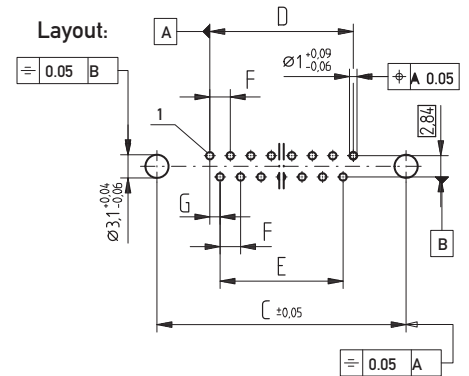 Layout:
A
D
⌯ 0.05 B
F
Ø1 +0,09 -0,06
⌖ A 0.05
1
2,84
Ø3,1 +0,04 -0,06
G
F
B
E
C ±0,05
⌯ 0.05 A